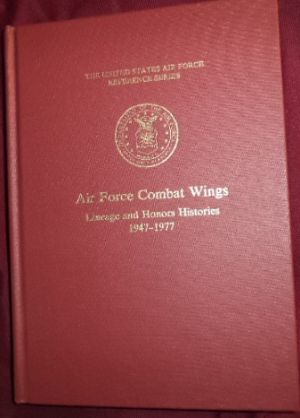 THE UNITED STATES AIR FORCE
REFERENCE SERIES
Air Force Combat Wings
Lineage and Honors Histories
1947-1977